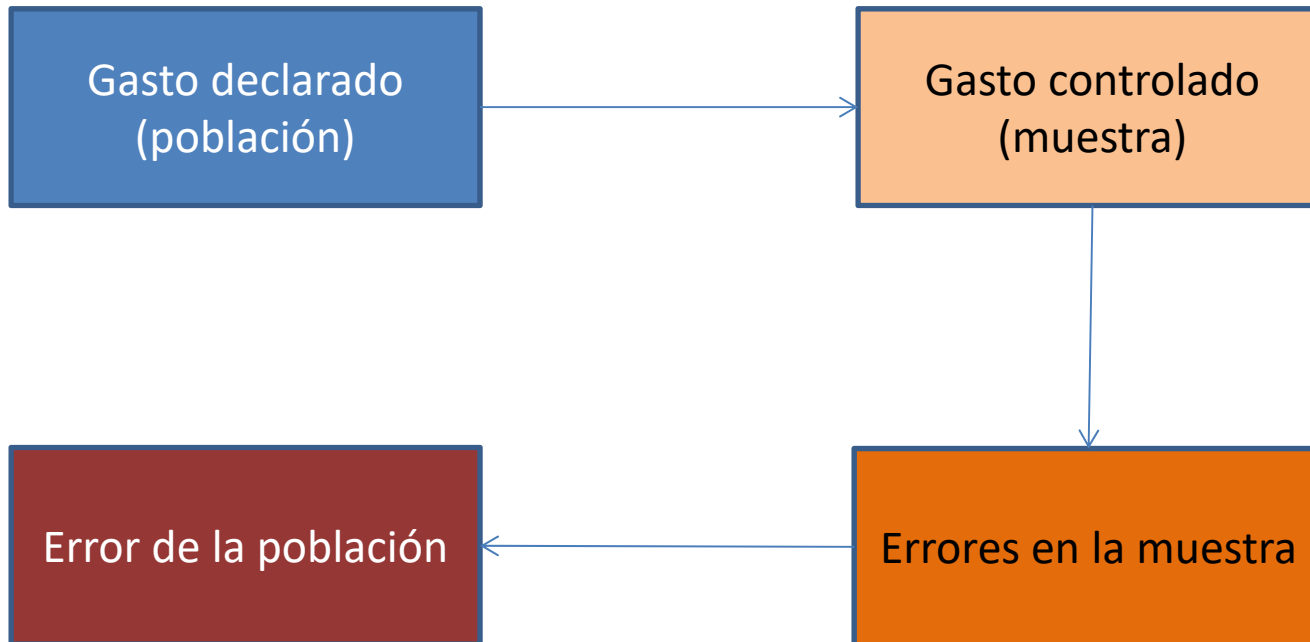 Gasto declarado
(población)
Gasto controlado
(muestra)
Error de la población
Errores en la muestra